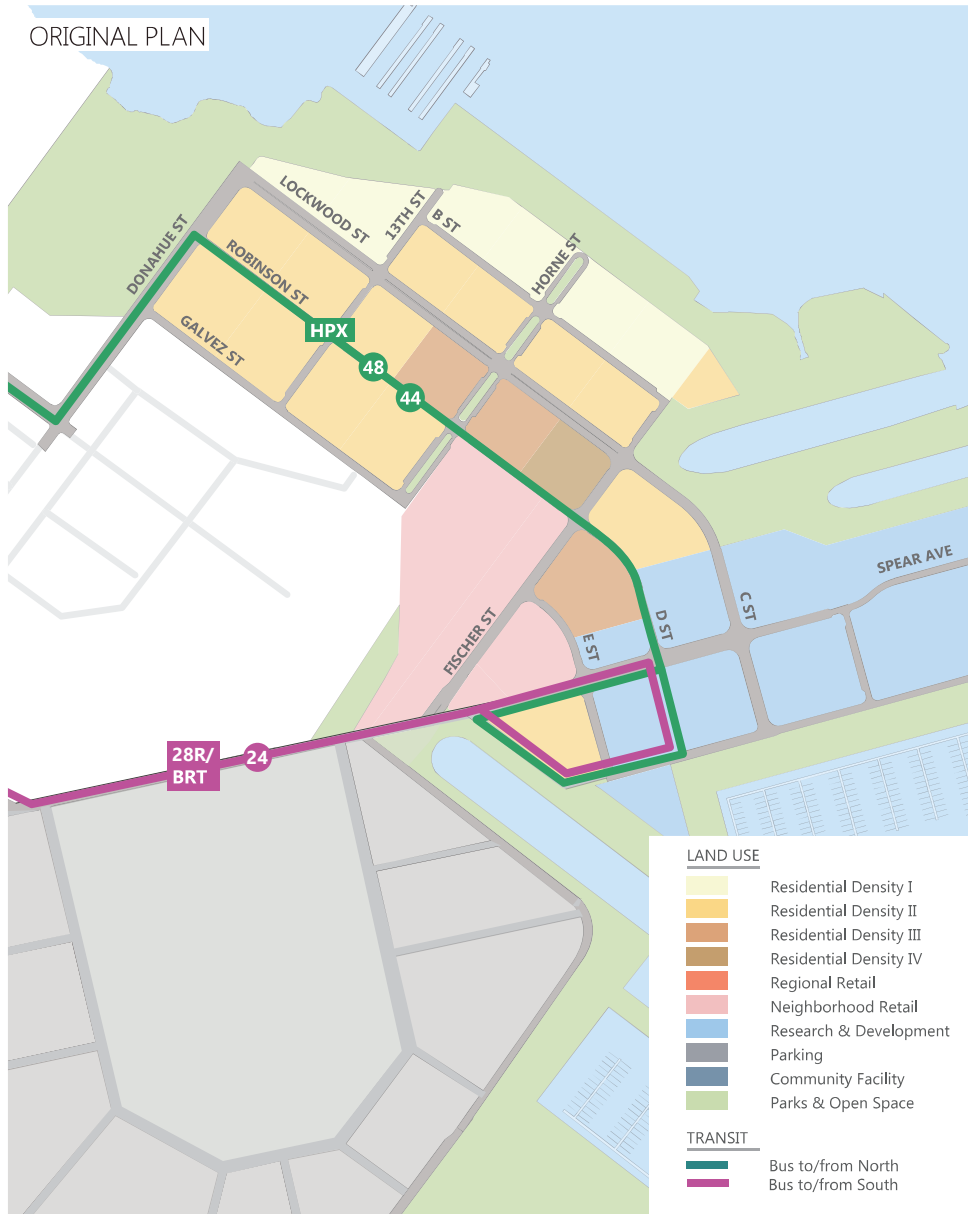 ORIGINAL PLAN
LOCKWOOD ST
13TH ST
B ST
DONAHUE ST
ROBINSON ST
HORNE ST
GALVEZ ST
HPX
48
44
SPEAR AVE
C ST
D ST
E ST
FISCHER ST
28R/
BRT
24
LAND USE
Residential Density I
Residential Density II
Residential Density III
Residential Density IV
Regional Retail
Neighborhood Retail
Research & Development
Parking
Community Facility
Parks & Open Space
TRANSIT
Bus to/from North
Bus to/from South